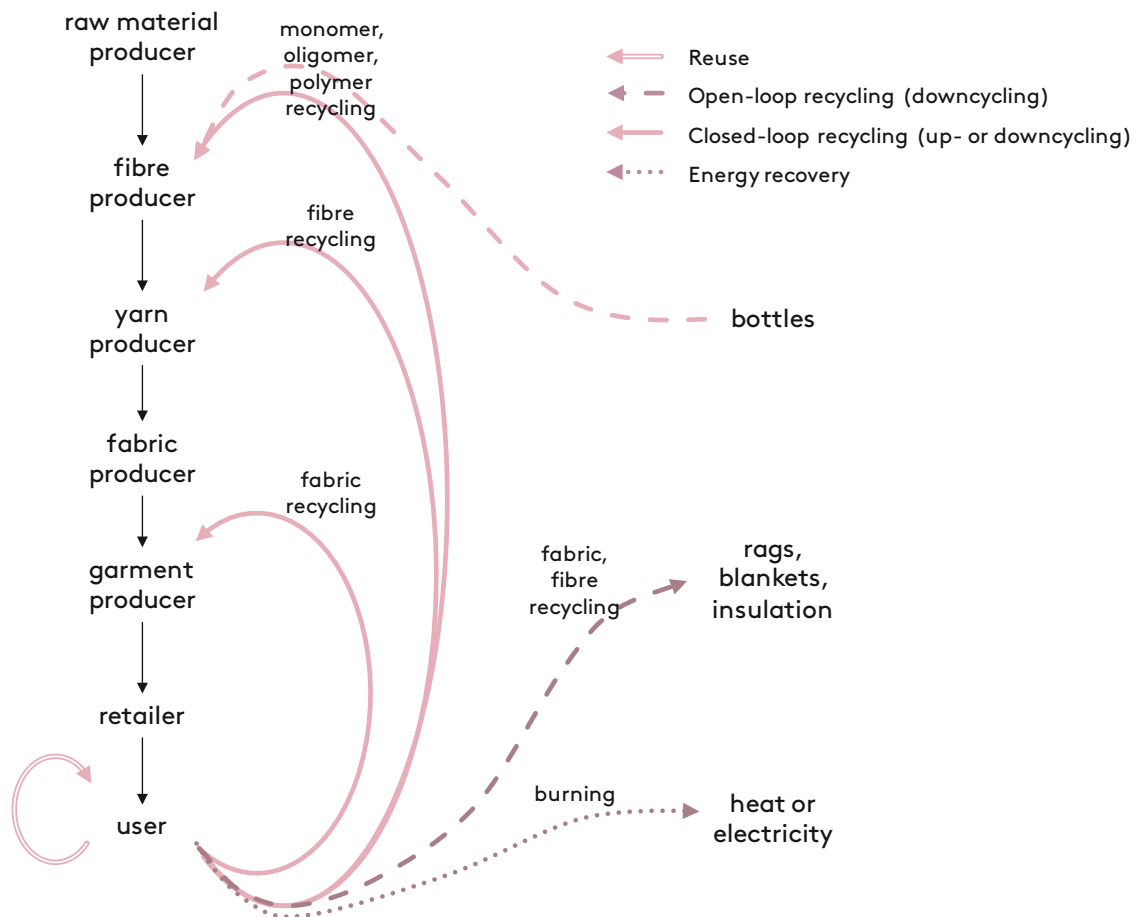 raw material
producer
monomer,
oligomer,
polymer
recycling
Reuse
Open-loop recycling (downcycling)
Closed-loop recycling (up- or downcycling)
Energy recovery
fibre
producer
fibre
recycling
yarn
producer
bottles
fabric
producer
fabric
recycling
garment
producer
fabric,
fibre
recycling
rags,
blankets,
insulation
retailer
user
burning
heat or
electricity